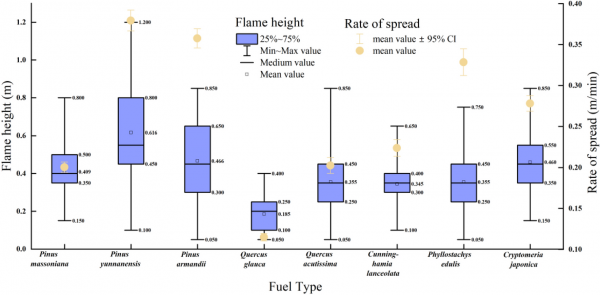 Flame height
25%~75%
Min~Max value
Medium value
Mean value
Rate of spread
mean value ± 95% CI
mean value
Flame height (m)
1.2
1.0
0.8
0.6
0.4
0.2
0.0
0.800
0.500
0.409
0.350
0.150
1.200
0.800
0.616
0.450
0.100
0.850
0.650
0.466
0.300
0.050
0.400
0.250
0.185
0.100
0.050
0.850
0.450
0.355
0.250
0.050
0.650
0.400
0.345
0.300
0.100
0.750
0.450
0.355
0.250
0.050
0.850
0.550
0.460
0.350
0.150
0.40
0.35
0.30
0.25
0.20
0.15
0.10
Rate of spread (m/min)
Pinus
massoniana
Pinus
yunnanensis
Pinus
armandii
Quercus
glauca
Quercus
acutissima
Cunning-
hamia
lanceolata
Phyllostachys
edulis
Cryptomeria
japonica
Fuel Type